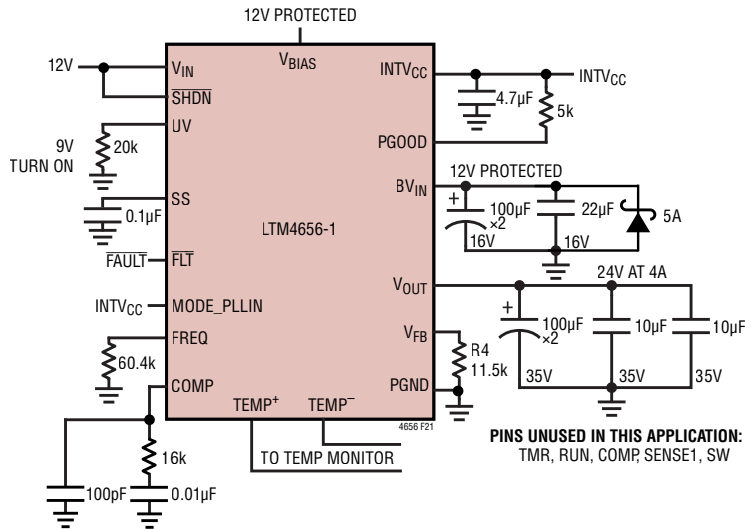 12V PROTECTED
12V
VIN
VBIAS
INTVCC
INTVCC
SHDN
4.7µF
5k
UV
9V
TURN ON
20k
PGOOD
12V PROTECTED
BVIN
SS
0.1µF
+
100µF
×2
16V
22µF
16V
5A
LTM4656-1
FAULT
FLT
24V AT 4A
VOUT
INTVCC
MODE_PLLIN
+
100µF
×2
35V
10µF
35V
10µF
35V
FREQ
60.4k
VFB
R4
11.5k
COMP
TEMP+
TEMP–
PGND
4656 F21
16k
TO TEMP MONITOR
100pF
0.01µF
PINS UNUSED IN THIS APPLICATION:
TMR, RUN, COMP, SENSE1, SW